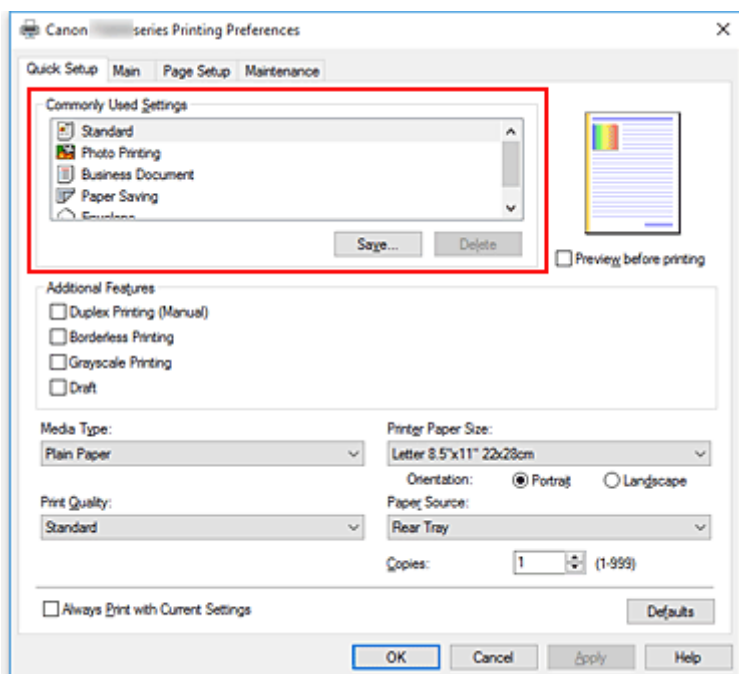 Canon series Printing Preferences
Quick Setup Main Page Setup Maintenance
Commonly Used Settings
Standard
Photo Printing
Business Document
Paper Saving
Envelope
Save... Delete
Preview before printing
Additional Features
Duplex Printing (Manual)
Borderless Printing
Grayscale Printing
Draft
Media Type:
Plain Paper
Printer Paper Size:
Letter 8.5"x11" 22x28cm
Orientation: Portrait Landscape
Print Quality:
Standard
Paper Source:
Rear Tray
Copies: 1 (1-999)
Always Print with Current Settings
Defaults
OK Cancel Apply Help